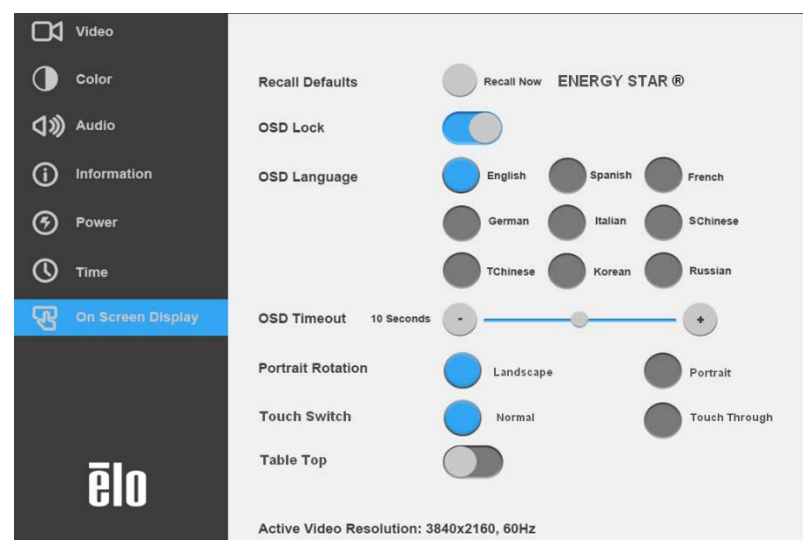 Video
Color
Audio
Information
Power
Time
On Screen Display
ēlo
Recall Defaults Recall Now ENERGY STAR ®
OSD Lock
OSD Language English Spanish French
German Italian SChinese
TChinese Korean Russian
OSD Timeout 10 Seconds - +
Portrait Rotation Landscape Portrait
Touch Switch Normal Touch Through
Table Top
Active Video Resolution: 3840x2160, 60Hz